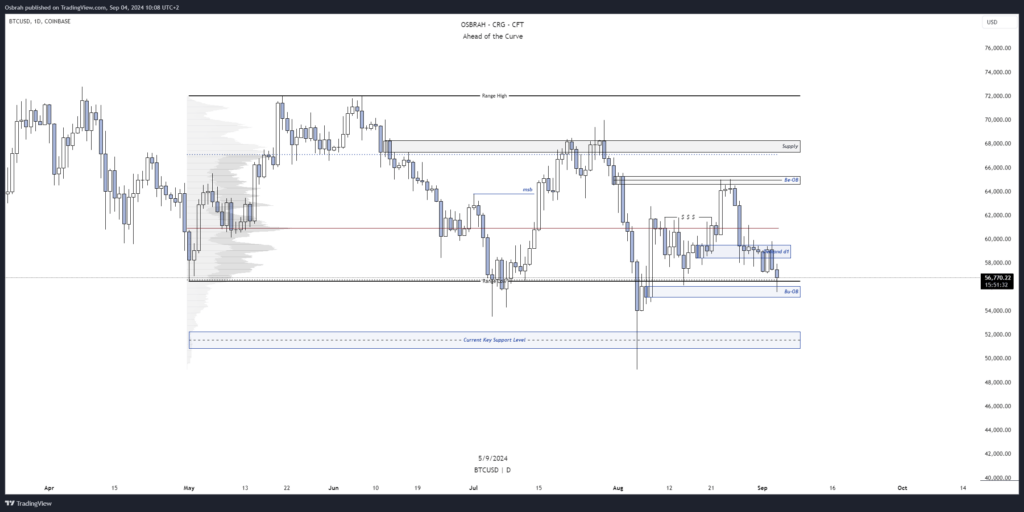 Osbrah published on TradingView.com, Sep 04, 2024 10:08 UTC+2
BTCUSD, 1D, COINBASE
OSBRAH - CRG - CFT
Ahead of the Curve
USD
76,000.00
74,000.00
72,000.00
70,000.00
68,000.00
66,000.00
64,000.00
62,000.00
60,000.00
58,000.00
56,770.22
15:51:32
54,000.00
52,000.00
50,000.00
48,000.00
46,000.00
44,000.00
42,000.00
40,000.00
Range High
Supply
Be-OB
msb
$ $ $
Range
Bu-OB
Current Key Support Level
5/9/2024
BTCUSD | D
Apr 15 May 13 22 Jun 10 19 Jul 15 Aug 12 21 Sep 16 Oct 14
TradingView